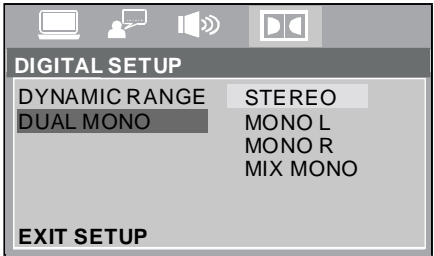 DIGITAL SETUP
DYNAMIC RANGE
DUAL MONO
STEREO
MONO L
MONO R
MIX MONO
EXIT SETUP